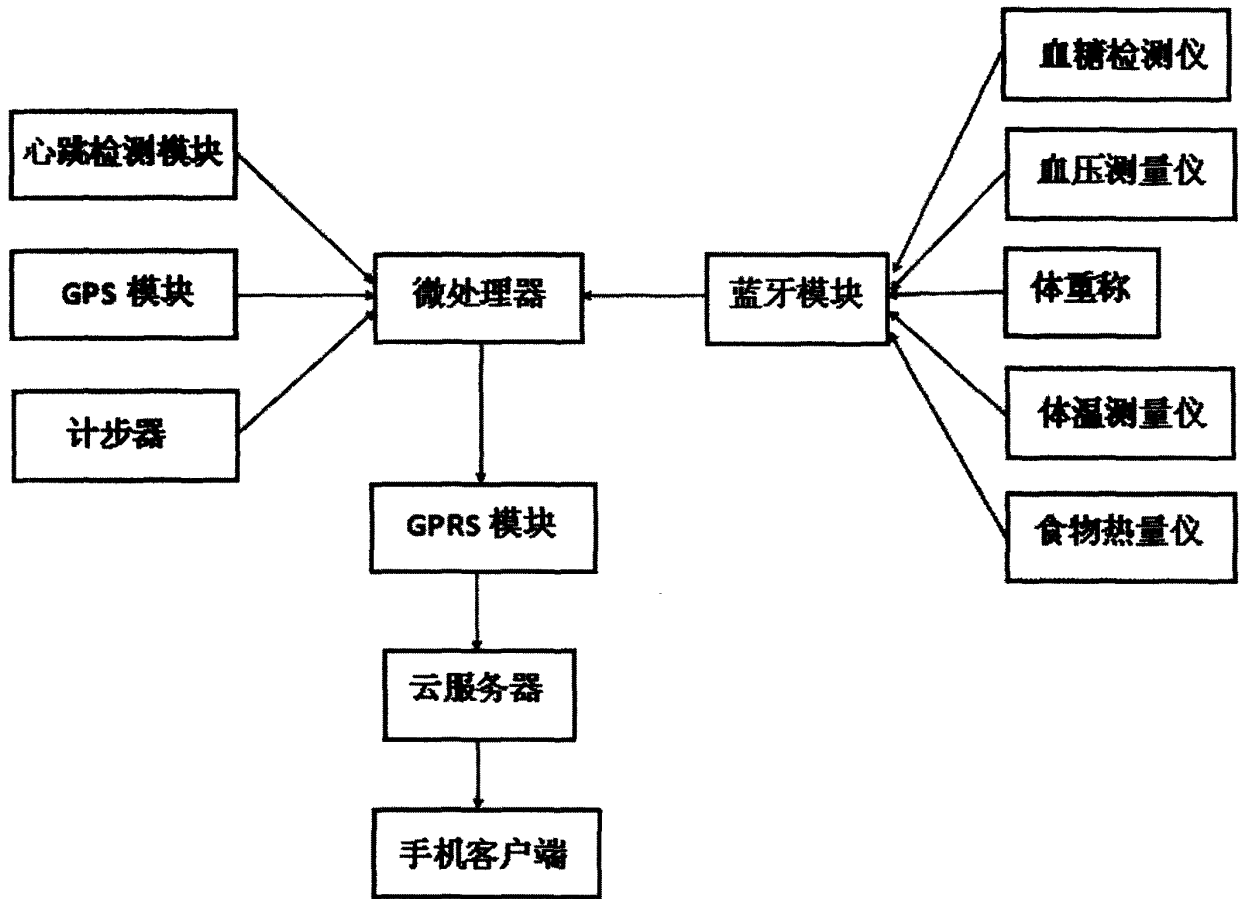 血糖检测仪
心跳检测模块
血压测量仪
GPS 模块
微处理器
蓝牙模块
体重称
计步器
体温测量仪
GPRS 模块
食物热量仪
云服务器
手机客户端